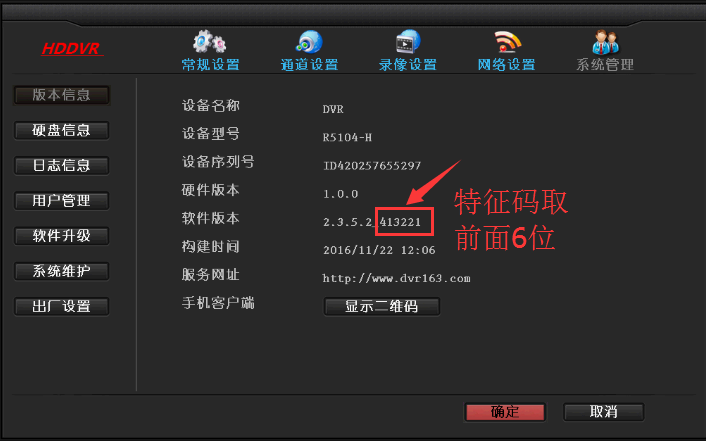 HDDVR
常规设置 通道设置 录像设置 网络设置 系统管理
版本信息
硬盘信息
日志信息
用户管理
软件升级
系统维护
出厂设置
设备名称 DVR
设备型号 R5104-H
设备序列号 ID420257655297
硬件版本 1.0.0
软件版本 2.3.5.2_413221
构建时间 2016/11/22 12:06
服务网址 http://www.dvr163.com
手机客户端 显示二维码
特征码取
前面6位
确定 取消